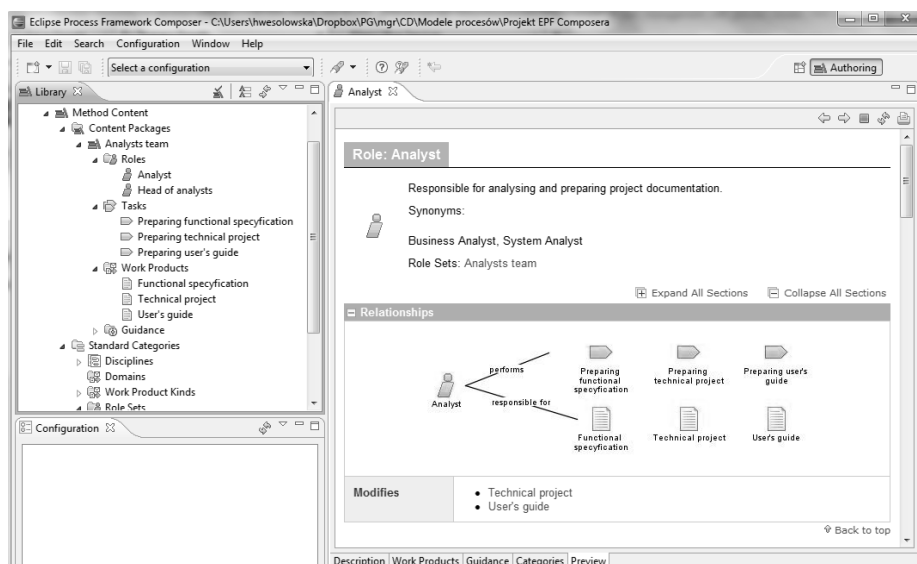 Eclipse Process Framework Composer - C:\Users\hwesolowska\Dropbox\PG\mgr\CD\Modele procesów\Projekt EPF Composera
File Edit Search Configuration Window Help
Select a configuration
Authoring
Library
Method Content
Content Packages
Analysts team
Roles
Analyst
Head of analysts
Tasks
Preparing functional specyfication
Preparing technical project
Preparing user's guide
Work Products
Functional specyfication
Technical project
User's guide
Guidance
Standard Categories
Disciplines
Domains
Work Product Kinds
Role Sets
Configuration
Analyst
Role: Analyst
Responsible for analysing and preparing project documentation.
Synonyms:
Business Analyst, System Analyst
Role Sets: Analysts team
Expand All Sections Collapse All Sections
Relationships
performs
responsible for
Analyst
Preparing functional specyfication
Preparing technical project
Preparing user's guide
Functional specyfication
Technical project
User's guide
Modifies
Technical project
User's guide
Back to top
Description Work Products Guidance Categories Preview